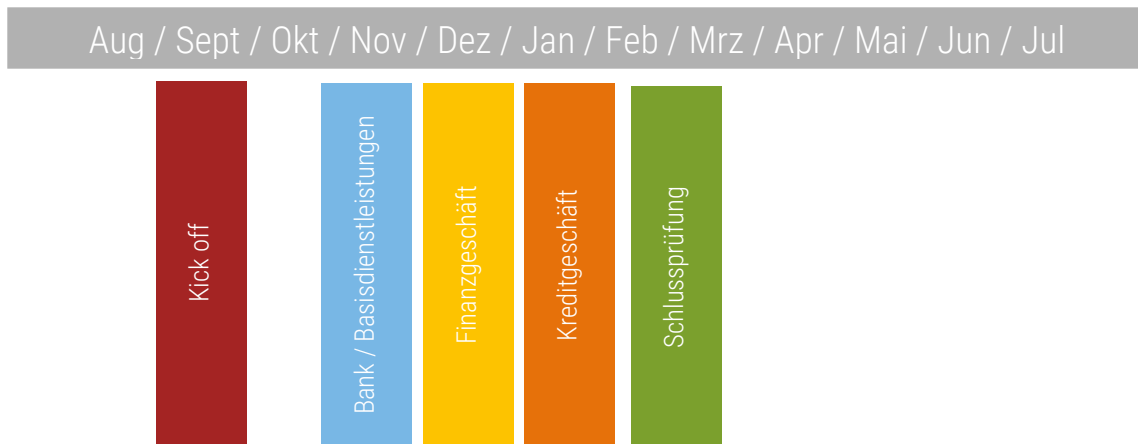 Aug / Sept / Okt / Nov / Dez / Jan / Feb / Mrz / Apr / Mai / Jun / Jul
Kick off
Bank / Basisdienstleistungen
Finanzgeschäft
Kreditgeschäft
Schlussprüfung